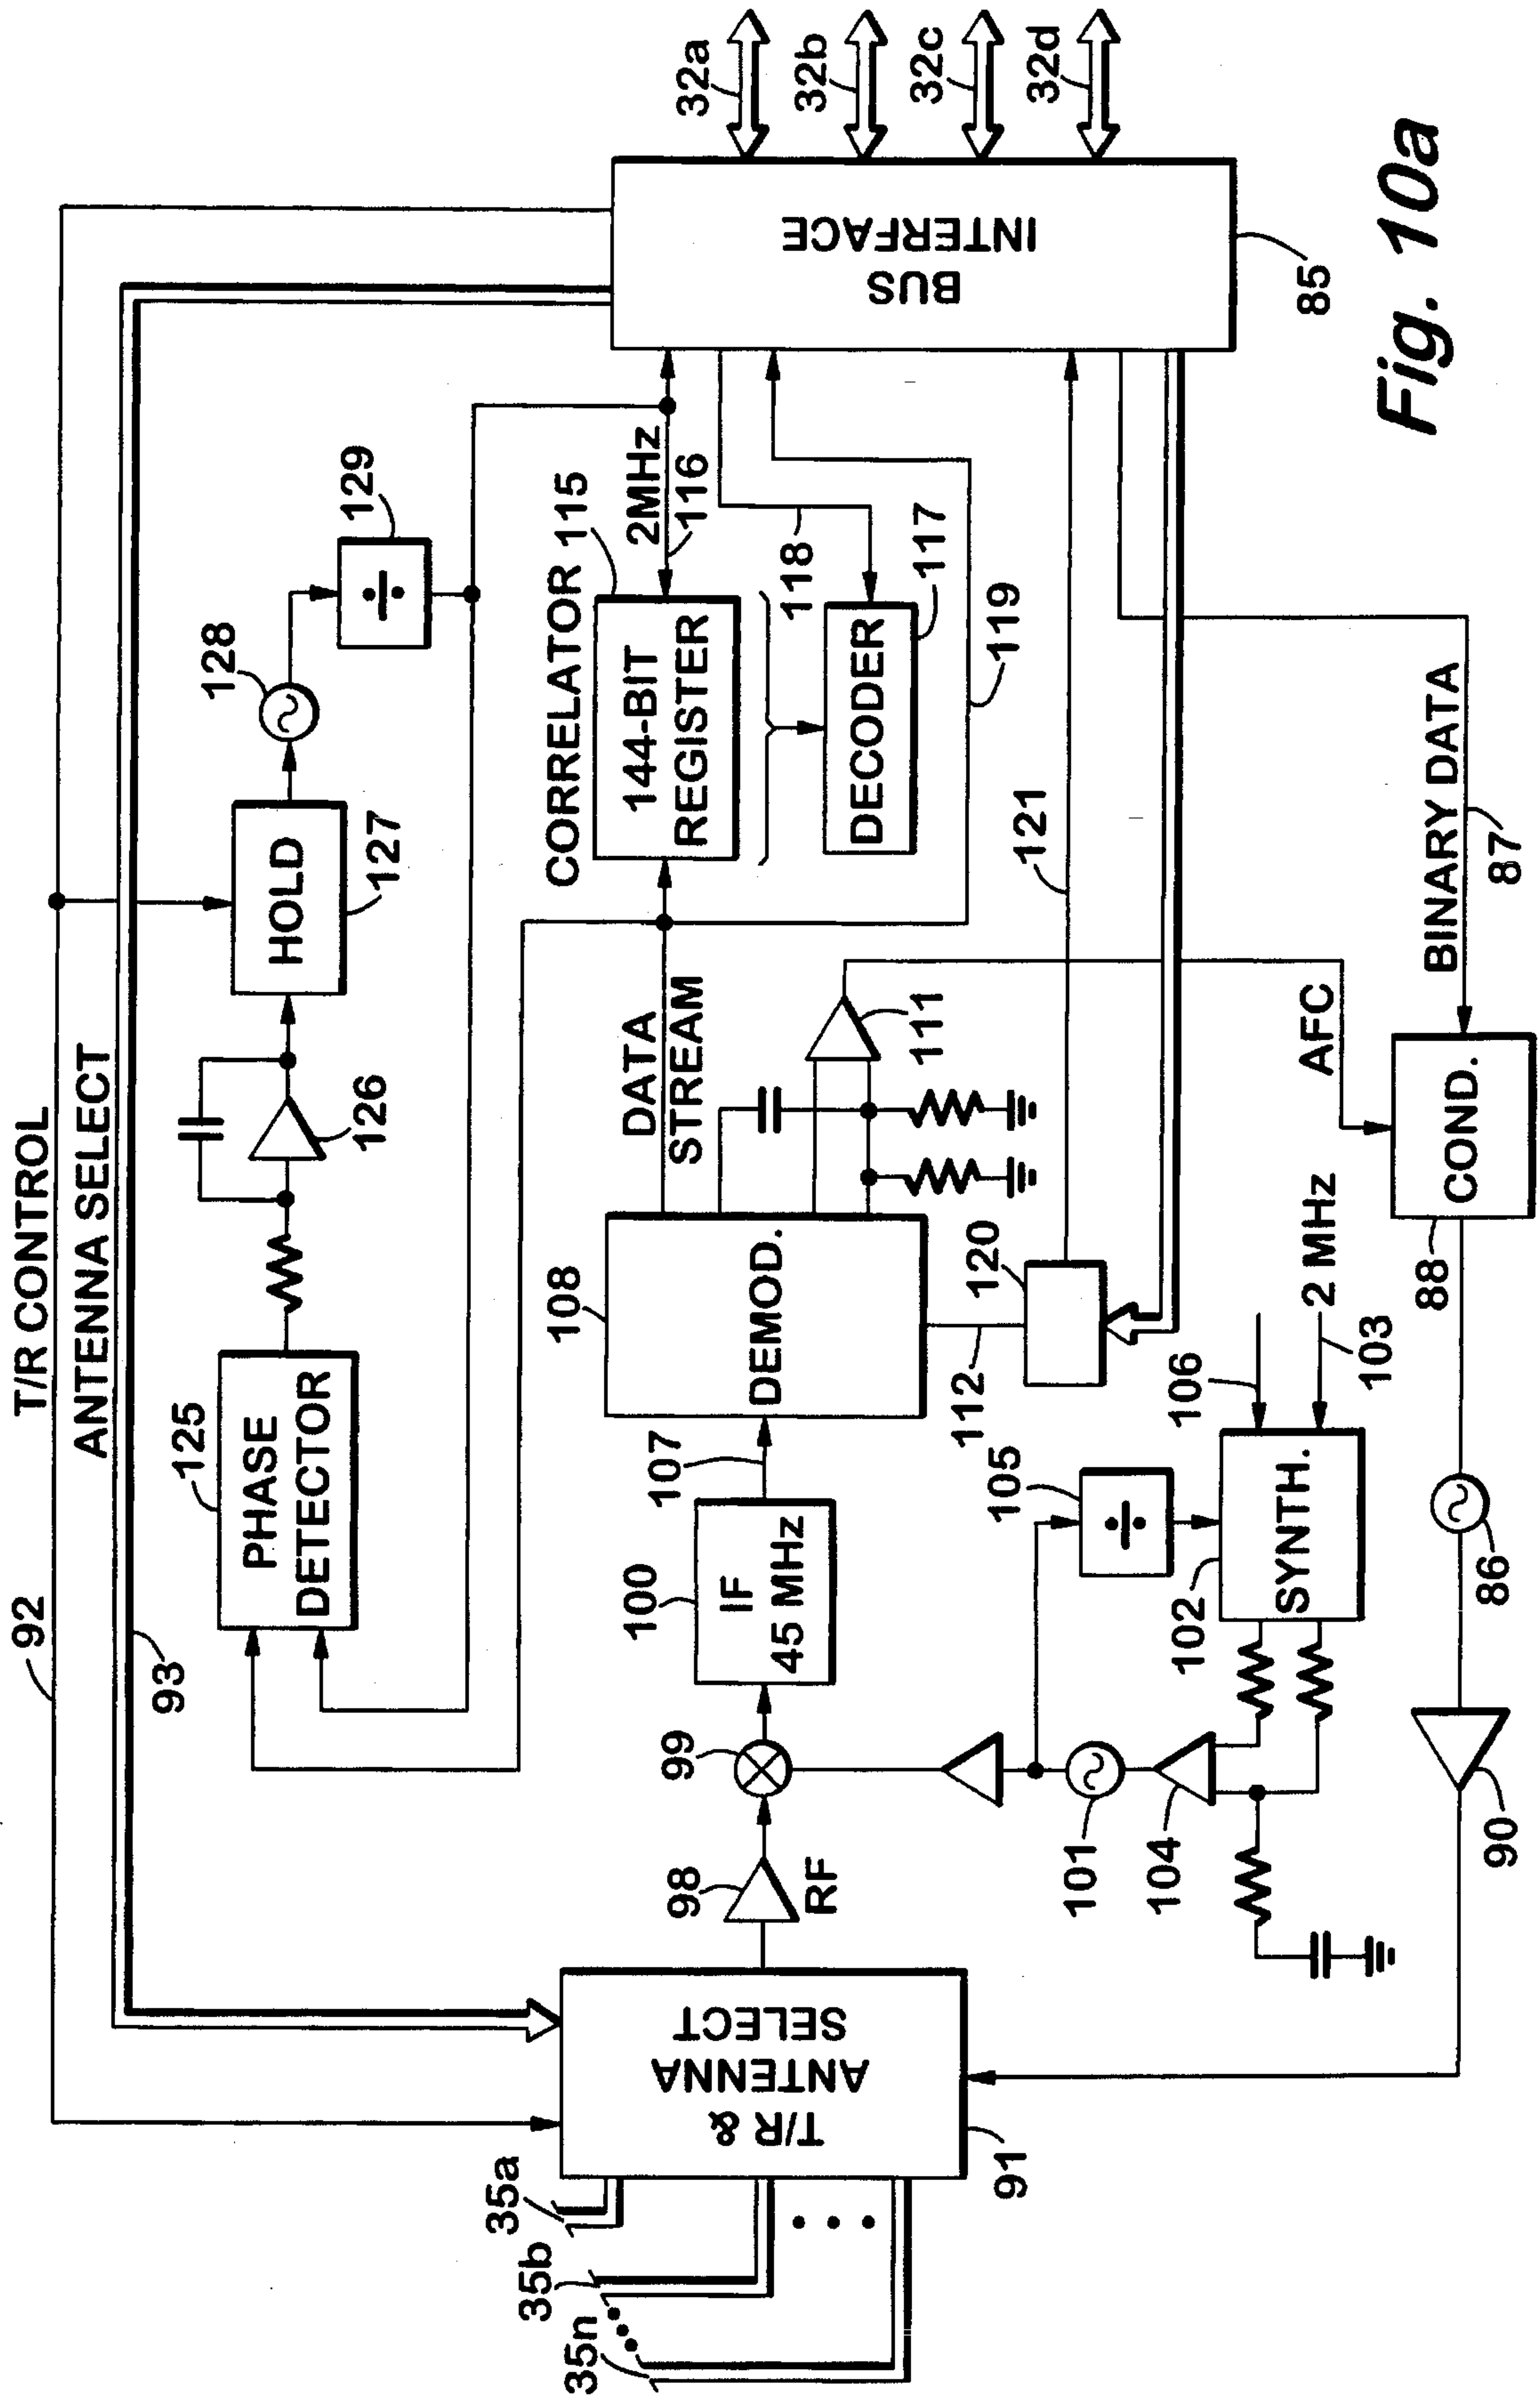 92
T/R CONTROL
ANTENNA SELECT
93
125
PHASE
DETECTOR
126
HOLD
127
128
129
÷
35a
35b
35n
T/R &
ANTENNA
SELECT
91
98
RF
99
100
IF
45 MHz
107
108
DEMOD.
112
120
121
DATA
STREAM
111
CORRELATOR 115
144-BIT
REGISTER
2MHz
116
118
DECODER
117
119
BUS
INTERFACE
85
32a
32b
32c
32d
101
104
105
÷
102
SYNTH.
106
2 MHz
103
AFC
COND.
88
86
90
BINARY DATA
87
Fig. 10a